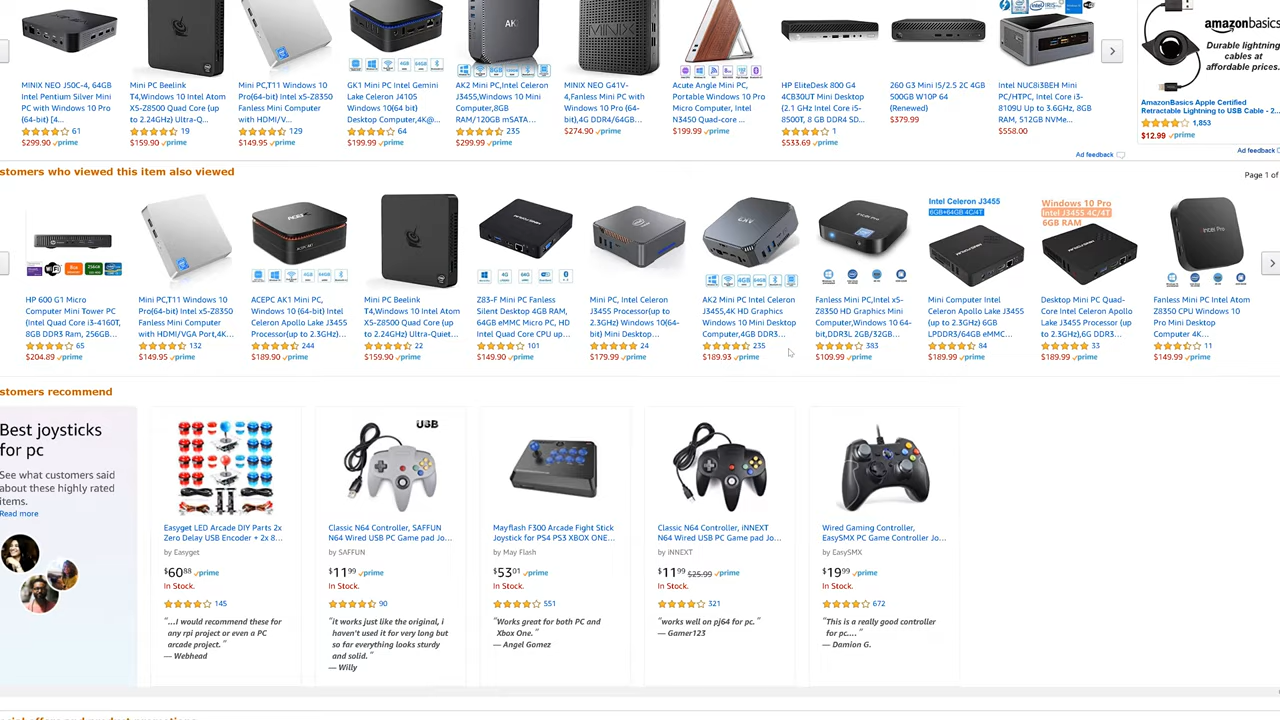 MINIX NEO J50C-4, 64GB
Intel Pentium Silver Mini
PC with Windows 10 Pro
(64-bit) [4...
61
$299.90 prime
Mini PC Beelink
T4,Windows 10 Intel Atom
X5-Z8500 Quad Core (up
to 2.24GHz) Ultra-Q...
19
$159.90 prime
Mini PC,T11 Windows 10
Pro(64-bit) Intel x5-Z8350
Fanless Mini Computer
with HDMI/V...
129
$149.95 prime
GK1 Mini PC Intel Gemini
Lake Celeron J4105
Windows 10(64 bit)
Desktop Computer,4K@...
64
$199.99 prime
AK2 Mini PC,Intel Celeron
J3455,Windows 10 Mini
Computer,8GB
RAM/120GB mSATA...
235
$299.99 prime
MINIX
MINIX NEO G41V-
4,Fanless Mini PC with
Windows 10 Pro (64-
bit),4G DDR4/64GB...
$274.90 prime
Acute Angle Mini PC,
Portable Windows 10 Pro
Micro Computer, Intel
N3450 Quad-core ...
$199.99 prime
HP EliteDesk 800 G4
4CB30UT Mini Desktop
(2.1 GHz Intel Core i5-
8500T, 8 GB DDR4 SD...
1
$533.69 prime
260 G3 Mini I5/2.5 2C 4GB
500GB W10P 64
(Renewed)
$379.99
Intel NUC8i3BEH Mini
PC/HTPC, Intel Core i3-
8109U Up to 3.6GHz, 8GB
RAM, 512GB NVMe...
$558.00
amazonbasics
Durable lightning
cables at
affordable prices.
AmazonBasics Apple Certified
Retractable Lightning to USB Cable - 2...
1,853
$12.99 prime
Ad feedback
Ad feedback
stomers who viewed this item also viewed
Page 1 of
HP 600 G1 Micro
Computer Mini Tower PC
(Intel Quad Core i3-4160T,
8GB DDR3 Ram, 256GB...
65
$204.89 prime
Mini PC,T11 Windows 10
Pro(64-bit) Intel x5-Z8350
Fanless Mini Computer
with HDMI/VGA Port,4K...
132
$149.95 prime
ACEPC AK1 Mini PC,
Windows 10 (64-bit) Intel
Celeron Apollo Lake J3455
Processor(up to 2.3GHz)...
244
$189.90 prime
Mini PC Beelink
T4,Windows 10 Intel Atom
X5-Z8500 Quad Core (up
to 2.24GHz) Ultra-Quiet...
22
$159.90 prime
Z83-F Mini PC Fanless
Silent Desktop 4GB RAM,
64GB eMMC Micro PC, HD
Intel Quad Core CPU up...
101
$149.90 prime
Mini PC, Intel Celeron
J3455 Processor(up to
2.3GHz) Windows 10(64-
bit) Mini Desktop...
24
$179.99 prime
AK2 Mini PC Intel Celeron
J3455,4K HD Graphics
Windows 10 Mini Desktop
Computer,4GB DDR3...
235
$189.93 prime
Fanless Mini PC,Intel x5-
Z8350 HD Graphics Mini
Computer,Windows 10 64-
bit,DDR3L 2GB/32GB...
383
$109.99 prime
Intel Celeron J3455
6GB+64GB 4C/4T
Mini Computer Intel
Celeron Apollo Lake J3455
(up to 2.3GHz) 6GB
LPDDR3/64GB eMMC...
84
$189.99 prime
Windows 10 Pro
Intel J3455 4C/4T
6GB RAM
Desktop Mini PC Quad-
Core Intel Celeron Apollo
Lake J3455 Processor (up
to 2.3GHz),6G DDR3...
33
$189.99 prime
Fanless Mini PC Intel Atom
Z8350 CPU Windows 10
Pro Mini Desktop
Computer 4K...
11
$149.99 prime
stomers recommend
Best joysticks
for pc
See what customers said
about these highly rated
items.
Read more
Easyget LED Arcade DIY Parts 2x
Zero Delay USB Encoder + 2x 8...
by Easyget
$60⁸⁸ prime
In Stock.
145
"...I would recommend these for
any rpi project or even a PC
arcade project."
— Webhead
USB
Classic N64 Controller, SAFFUN
N64 Wired USB PC Game pad Jo...
by SAFFUN
$11⁹⁹ prime
In Stock.
90
"it works just like the original, i
haven't used it for very long but
so far everything looks sturdy
and solid."
— Willy
Mayflash F300 Arcade Fight Stick
Joystick for PS4 PS3 XBOX ONE...
by May Flash
$53⁰¹ prime
In Stock.
551
"Works great for both PC and
Xbox One."
— Angel Gomez
Classic N64 Controller, iNNEXT
N64 Wired USB PC Game pad Jo...
by iNNEXT
$11⁹⁹ $25.99 prime
In Stock.
321
"works well on pj64 for pc."
— Gamer123
Wired Gaming Controller,
EasySMX PC Game Controller Jo...
by EasySMX
$19⁹⁹ prime
In Stock.
672
"This is a really good controller
for pc...."
— Damion G.